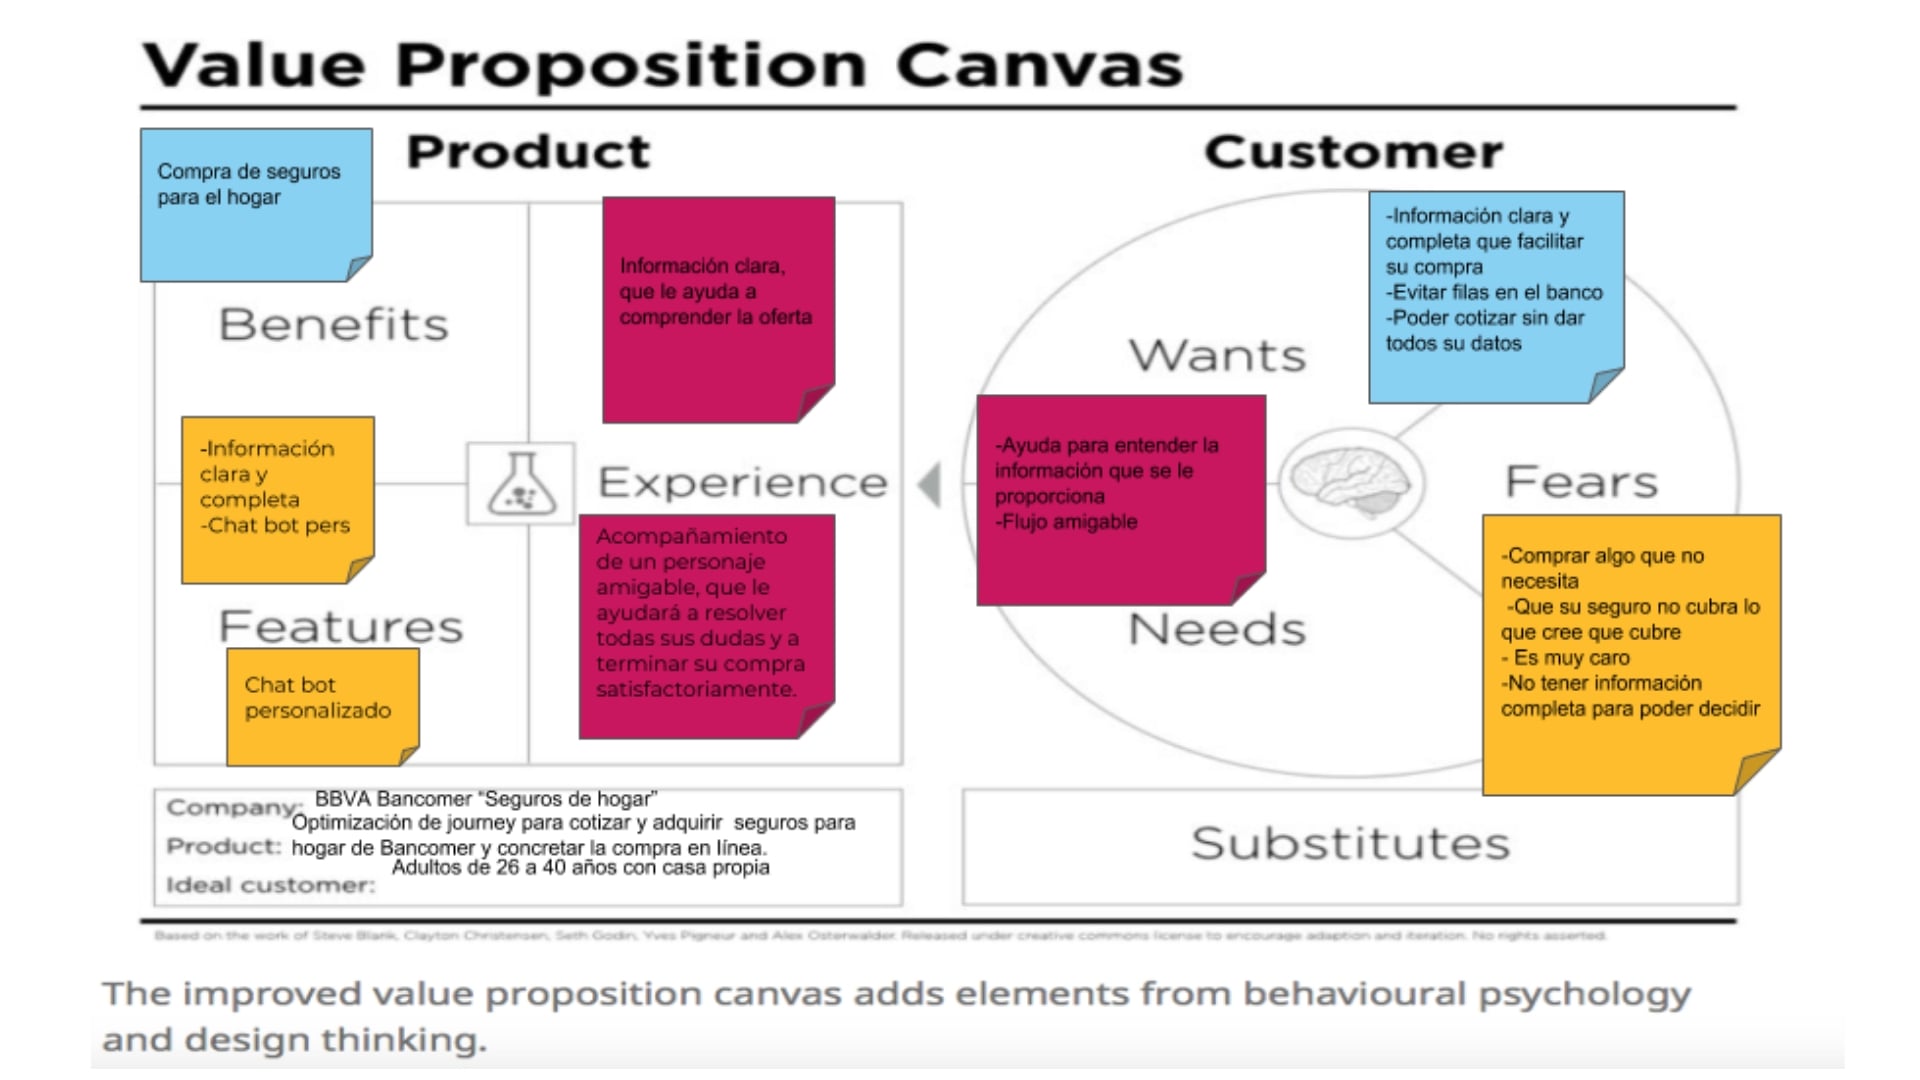 Value Proposition Canvas
Product
Compra de seguros
para el hogar
Benefits
Información clara,
que le ayuda a
comprender la oferta
-Información
clara y
completa
-Chat bot pers
Experience
Features
Acompañamiento
de un personaje
amigable, que le
ayudará a resolver
todas sus dudas y a
terminar su compra
satisfactoriamente.
Chat bot
personalizado
Company: BBVA Bancomer “Seguros de hogar”
Product: Optimización de journey para cotizar y adquirir seguros para
hogar de Bancomer y concretar la compra en línea.
Ideal customer: Adultos de 26 a 40 años con casa propia
Customer
-Información clara y
completa que facilitar
su compra
-Evitar filas en el banco
-Poder cotizar sin dar
todos su datos
Wants
-Ayuda para entender la
información que se le
proporciona
-Flujo amigable
Needs
Fears
-Comprar algo que no
necesita
-Que su seguro no cubra lo
que cree que cubre
- Es muy caro
-No tener información
completa para poder decidir
Substitutes
Based on the work of Steve Blank, Clayton Christensen, Seth Godin, Yves Pigneur and Alex Osterwalder. Released under creative commons license to encourage adaption and iteration. No rights asserted.
The improved value proposition canvas adds elements from behavioural psychology
and design thinking.